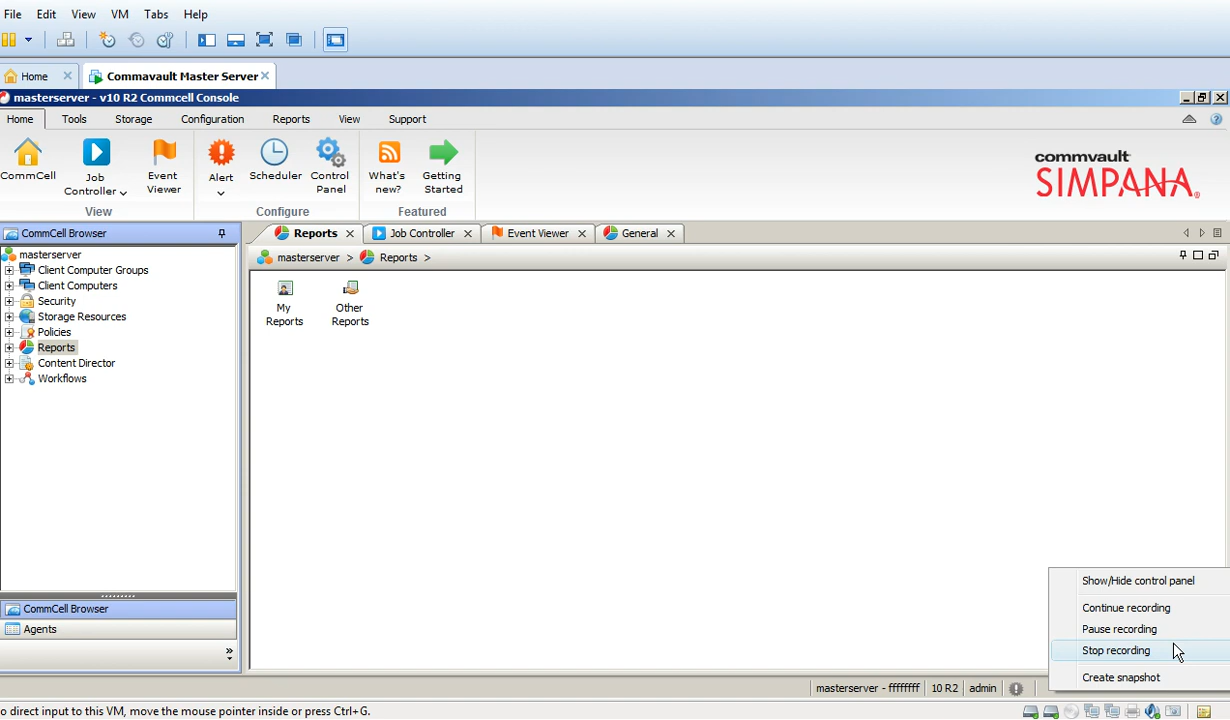 File Edit View VM Tabs Help
Home Commavault Master Server
masterserver - v10 R2 Commcell Console
Home Tools Storage Configuration Reports View Support
CommCell Job Controller Event Viewer Alert Scheduler Control Panel What's new? Getting Started
commvault
SIMPANA
View Configure Featured
CommCell Browser
Reports Job Controller Event Viewer General
masterserver > Reports >
masterserver
Client Computer Groups
Client Computers
Security
Storage Resources
Policies
Reports
Content Director
Workflows
My Reports
Other Reports
CommCell Browser
Agents
Show/Hide control panel
Continue recording
Pause recording
Stop recording
Create snapshot
masterserver - ffffffff 10 R2 admin
o direct input to this VM, move the mouse pointer inside or press Ctrl+G.